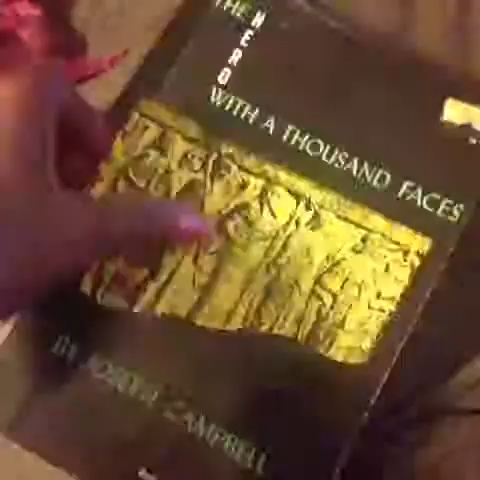 THE
HERO
WITH A THOUSAND FACES
BY JOSEPH CAMPBELL